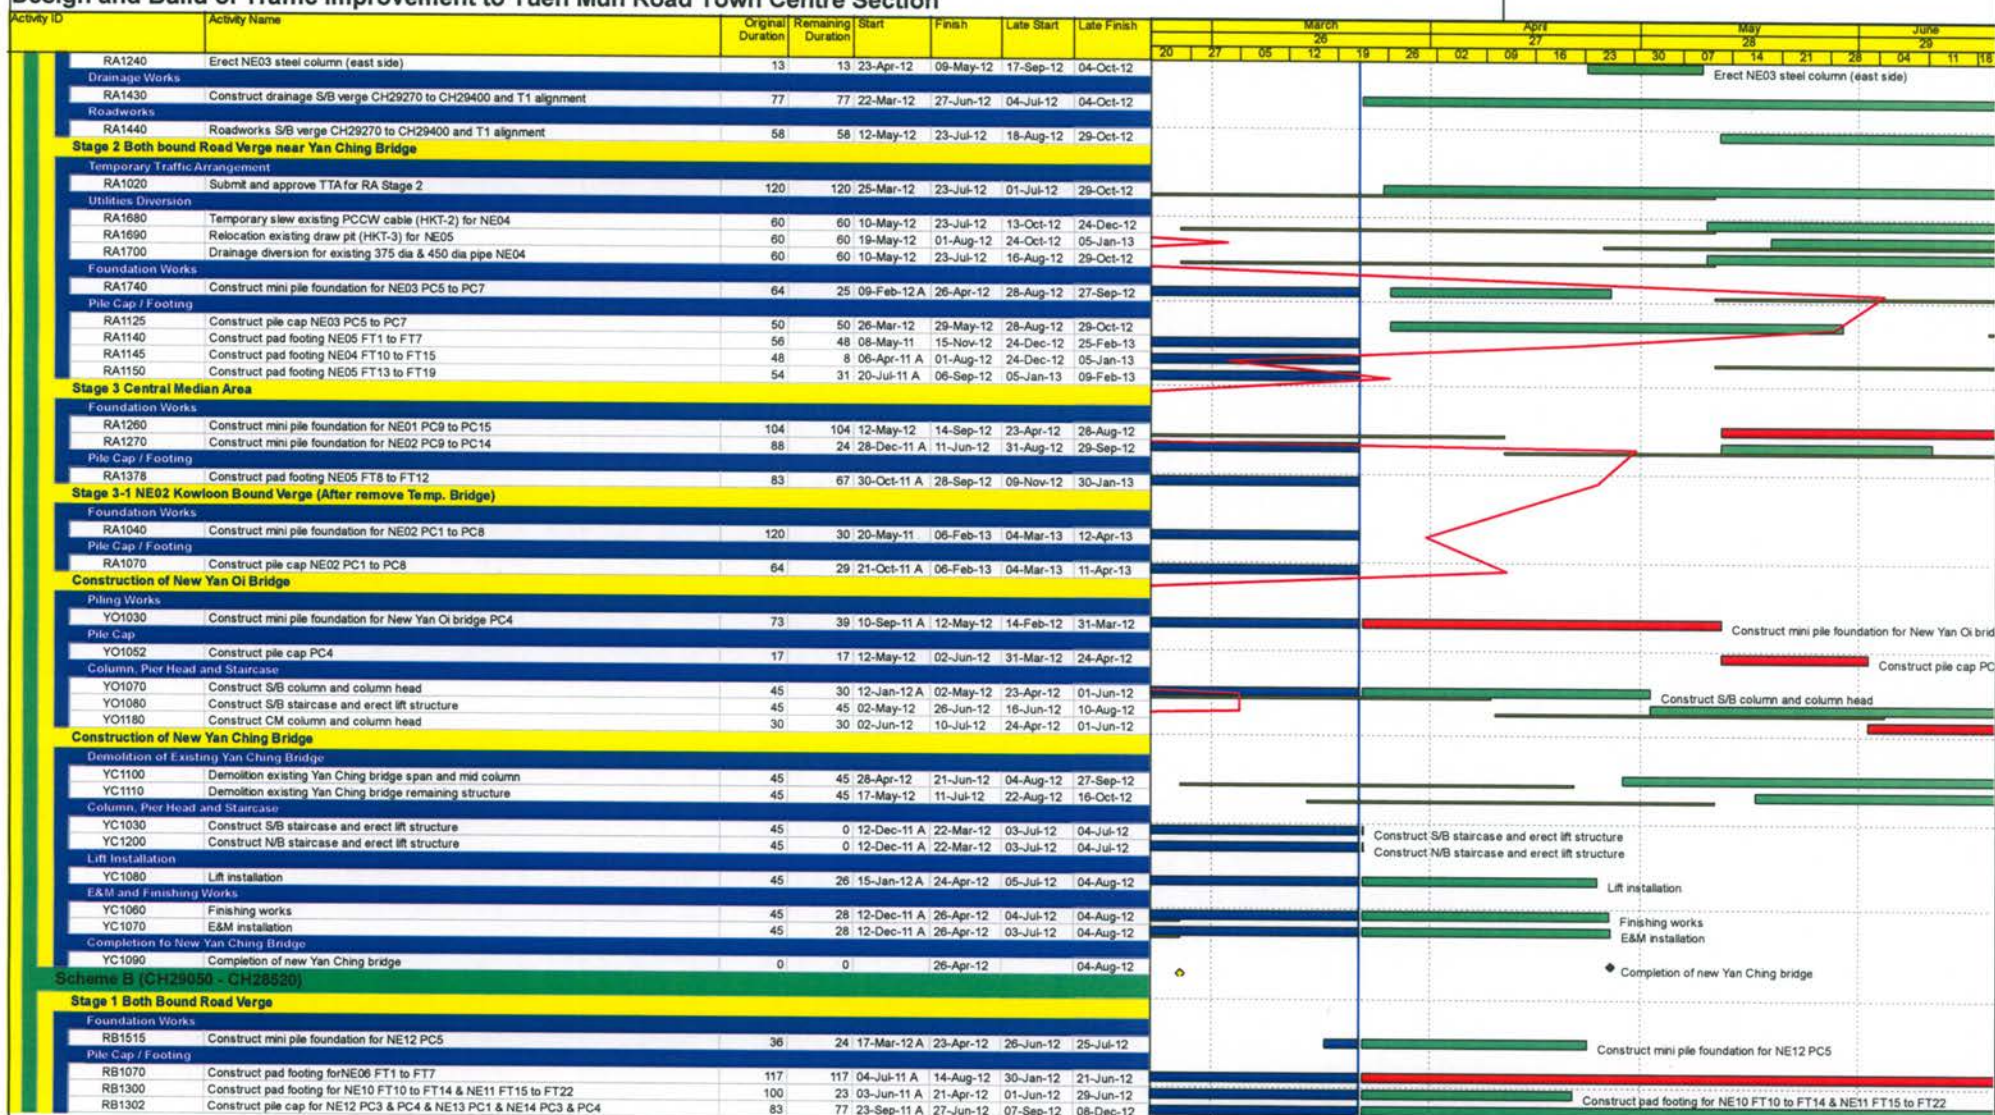 Design and Build of Traffic Improvement to Tuen Mun Road Town Centre Section
Activity ID Activity Name Original Duration Remaining Duration Start Finish Late Start Late Finish March April May June
26 27 28 29
20 27 05 12 19 26 02 09 16 23 30 07 14 21 28 04 11 18
RA1240 Erect NE03 steel column (east side) 13 13 23-Apr-12 09-May-12 17-Sep-12 04-Oct-12 Erect NE03 steel column (east side)
Drainage Works
RA1430 Construct drainage S/B verge CH29270 to CH29400 and T1 alignment 77 77 22-Mar-12 27-Jun-12 04-Jul-12 04-Oct-12
Roadworks
RA1440 Roadworks S/B verge CH29270 to CH29400 and T1 alignment 58 58 12-May-12 23-Jul-12 18-Aug-12 29-Oct-12
Stage 2 Both bound Road Verge near Yan Ching Bridge
Temporary Traffic Arrangement
RA1020 Submit and approve TTA for RA Stage 2 120 120 25-Mar-12 23-Jul-12 01-Jul-12 29-Oct-12
Utilities Diversion
RA1680 Temporary slew existing PCCW cable (HKT-2) for NE04 60 60 10-May-12 23-Jul-12 13-Oct-12 24-Dec-12
RA1690 Relocation existing draw pit (HKT-3) for NE05 60 60 19-May-12 01-Aug-12 24-Oct-12 05-Jan-13
RA1700 Drainage diversion for existing 375 dia & 450 dia pipe NE04 60 60 10-May-12 23-Jul-12 16-Aug-12 29-Oct-12
Foundation Works
RA1740 Construct mini pile foundation for NE03 PC5 to PC7 64 25 09-Feb-12 A 26-Apr-12 28-Aug-12 27-Sep-12
Pile Cap / Footing
RA1125 Construct pile cap NE03 PC5 to PC7 50 50 26-Mar-12 29-May-12 28-Aug-12 29-Oct-12
RA1140 Construct pad footing NE05 FT1 to FT7 56 48 08-May-11 15-Nov-12 24-Dec-12 25-Feb-13
RA1145 Construct pad footing NE04 FT10 to FT15 48 8 06-Apr-11 A 01-Aug-12 24-Dec-12 05-Jan-13
RA1150 Construct pad footing NE05 FT13 to FT19 54 31 20-Jul-11 A 06-Sep-12 05-Jan-13 09-Feb-13
Stage 3 Central Median Area
Foundation Works
RA1260 Construct mini pile foundation for NE01 PC9 to PC15 104 104 12-May-12 14-Sep-12 23-Apr-12 28-Aug-12
RA1270 Construct mini pile foundation for NE02 PC9 to PC14 88 24 28-Dec-11 A 11-Jun-12 31-Aug-12 29-Sep-12
Pile Cap / Footing
RA1378 Construct pad footing NE05 FT8 to FT12 83 67 30-Oct-11 A 28-Sep-12 09-Nov-12 30-Jan-13
Stage 3-1 NE02 Kowloon Bound Verge (After remove Temp. Bridge)
Foundation Works
RA1040 Construct mini pile foundation for NE02 PC1 to PC8 120 30 20-May-11 06-Feb-13 04-Mar-13 12-Apr-13
Pile Cap / Footing
RA1070 Construct pile cap NE02 PC1 to PC8 64 29 21-Oct-11 A 06-Feb-13 04-Mar-13 11-Apr-13
Construction of New Yan Oi Bridge
Piling Works
YO1030 Construct mini pile foundation for New Yan Oi bridge PC4 73 39 10-Sep-11 A 12-May-12 14-Feb-12 31-Mar-12 Construct mini pile foundation for New Yan Oi brid
Pile Cap
YO1052 Construct pile cap PC4 17 17 12-May-12 02-Jun-12 31-Mar-12 24-Apr-12 Construct pile cap PC
Column, Pier Head and Staircase
YO1070 Construct S/B column and column head 45 30 12-Jan-12 A 02-May-12 23-Apr-12 01-Jun-12 Construct S/B column and column head
YO1080 Construct S/B staircase and erect lift structure 45 45 02-May-12 26-Jun-12 16-Jun-12 10-Aug-12
YO1180 Construct CM column and column head 30 30 02-Jun-12 10-Jul-12 24-Apr-12 01-Jun-12
Construction of New Yan Ching Bridge
Demolition of Existing Yan Ching Bridge
YC1100 Demolition existing Yan Ching bridge span and mid column 45 45 28-Apr-12 21-Jun-12 04-Aug-12 27-Sep-12
YC1110 Demolition existing Yan Ching bridge remaining structure 45 45 17-May-12 11-Jul-12 22-Aug-12 16-Oct-12
Column, Pier Head and Staircase
YC1030 Construct S/B staircase and erect lift structure 45 0 12-Dec-11 A 22-Mar-12 03-Jul-12 04-Jul-12 Construct S/B staircase and erect lift structure
YC1200 Construct N/B staircase and erect lift structure 45 0 12-Dec-11 A 22-Mar-12 03-Jul-12 04-Jul-12 Construct N/B staircase and erect lift structure
Lift Installation
YC1080 Lift installation 45 26 15-Jan-12 A 24-Apr-12 05-Jul-12 04-Aug-12 Lift installation
E&M and Finishing Works
YC1060 Finishing works 45 28 12-Dec-11 A 26-Apr-12 04-Jul-12 04-Aug-12 Finishing works
YC1070 E&M installation 45 28 12-Dec-11 A 26-Apr-12 03-Jul-12 04-Aug-12 E&M installation
Completion fo New Yan Ching Bridge
YC1090 Completion of new Yan Ching bridge 0 0 26-Apr-12 04-Aug-12 Completion of new Yan Ching bridge
Scheme B (CH29050 - CH28520)
Stage 1 Both Bound Road Verge
Foundation Works
RB1515 Construct mini pile foundation for NE12 PC5 36 24 17-Mar-12 A 23-Apr-12 26-Jun-12 25-Jul-12 Construct mini pile foundation for NE12 PC5
Pile Cap / Footing
RB1070 Construct pad footing forNE06 FT1 to FT7 117 117 04-Jul-11 A 14-Aug-12 30-Jan-12 21-Jun-12
RB1300 Construct pad footing for NE10 FT10 to FT14 & NE11 FT15 to FT22 100 23 03-Jun-11 A 21-Apr-12 01-Jun-12 29-Jun-12 Construct pad footing for NE10 FT10 to FT14 & NE11 FT15 to FT22
RB1302 Construct pile cap for NE12 PC3 & PC4 & NE13 PC1 & NE14 PC3 & PC4 83 77 23-Sep-11 A 27-Jun-12 07-Sep-12 08-Dec-12